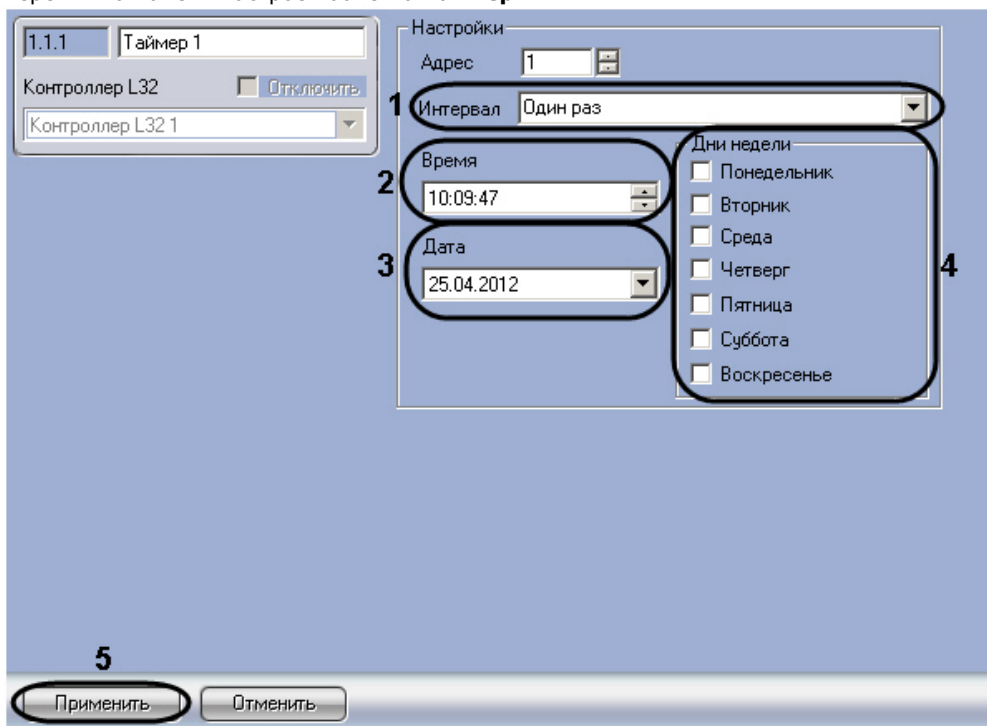 1.1.1 Таймер 1
Контроллер L32 Отключить
Контроллер L32 1
Настройки
Адрес 1
1 Интервал Один раз
2 Время
10:09:47
3 Дата
25.04.2012
Дни недели
Понедельник
Вторник
Среда
Четверг
Пятница
Суббота
Воскресенье
4
5
Применить Отменить